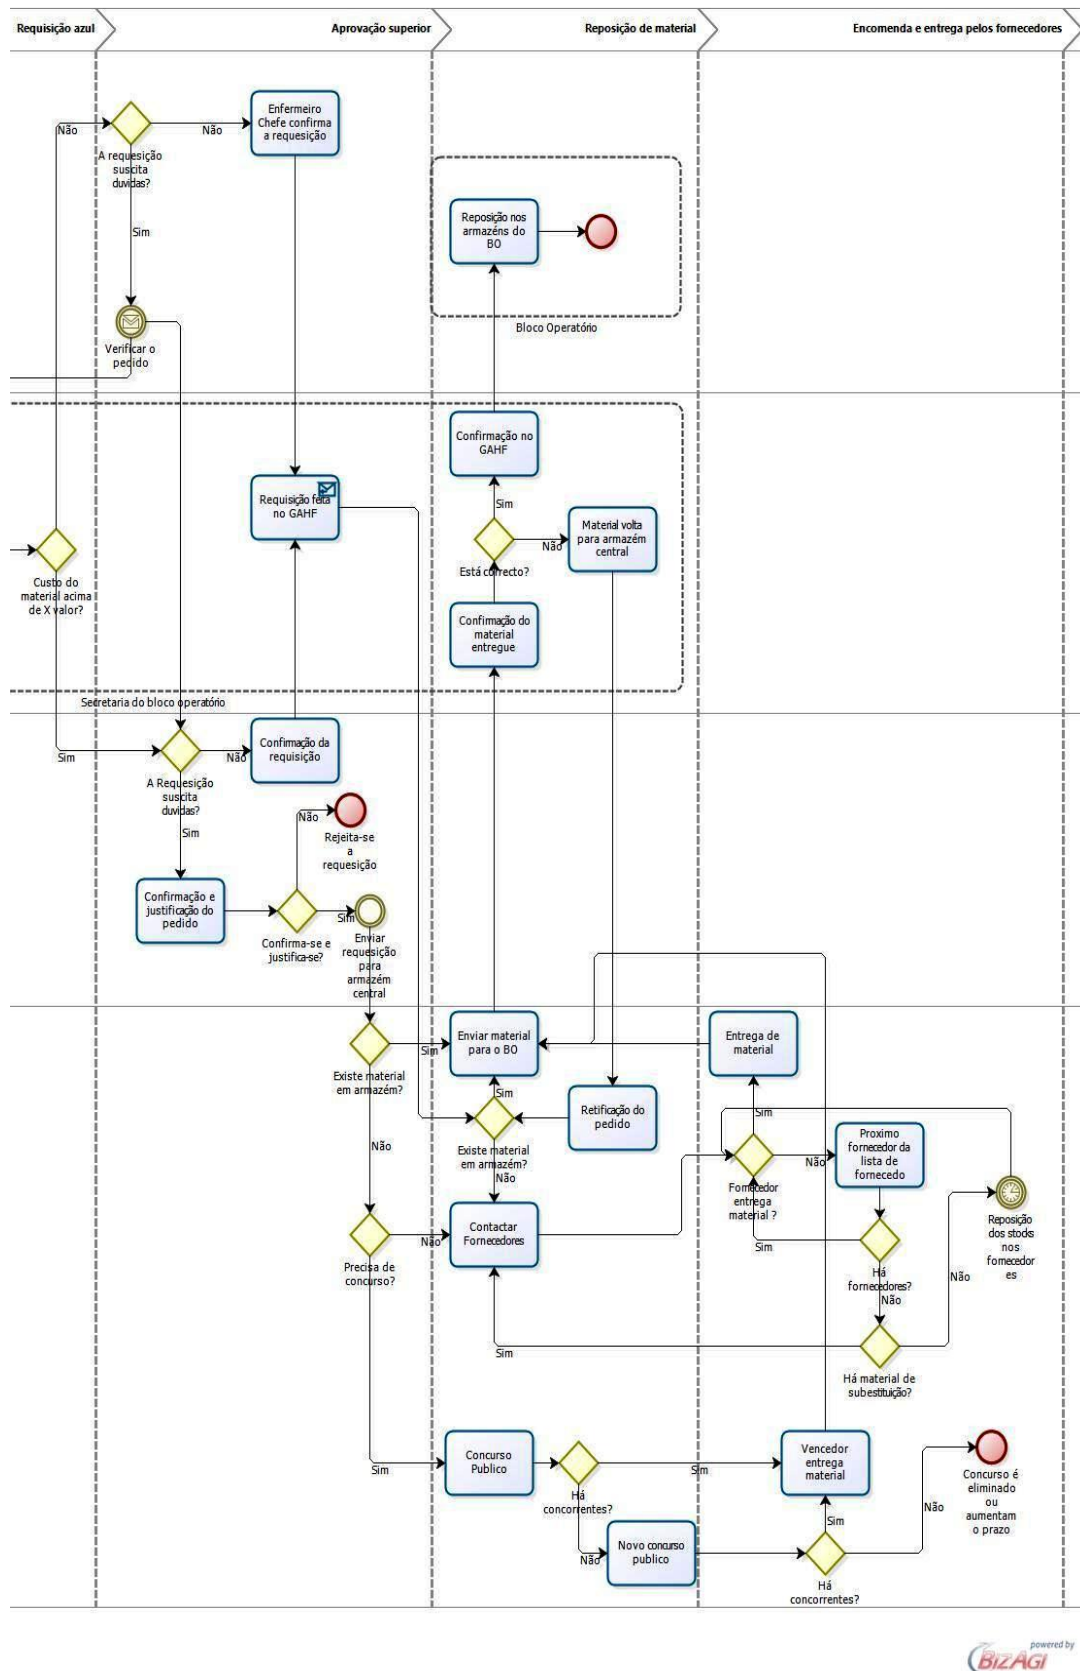 Requisição azul
Aprovação superior
Reposição de material
Encomenda e entrega pelos fornecedores
Não
A requesição
suscita
duvidas?
Não
Enfermeiro
Chefe confirma
a requesição
Sim
Verificar o
pedido
Reposição nos
armazéns do
BO
Bloco Operatório
Custo do
material acima
de X valor?
Requisição feita
no GAHF
Confirmação no
GAHF
Sim
Está correcto?
Não
Material volta
para armazém
central
Confirmação do
material
entregue
Secretaria do bloco operatório
Sim
A Requesição
suscita
duvidas?
Não
Confirmação da
requisição
Sim
Não
Rejeita-se
a
requesição
Confirmação e
justificação do
pedido
Confirma-se e
justifica-se?
Sim
Enviar
requesição
para
armazém
central
Existe material
em armazém?
Sim
Enviar material
para o BO
Entrega de
material
Sim
Existe material
em armazém?
Não
Retificação do
pedido
Não
Sim
Fornecedor
entrega
material ?
Não
Proximo
fornecedor da
lista de
fornecedo
Sim
Há
fornecedores?
Não
Reposição
dos stocks
nos
fornecedor
es
Não
Precisa de
concurso?
Não
Contactar
Fornecedores
Sim
Há material de
subestituição?
Sim
Concurso
Publico
Há
concorrentes?
Sim
Vencedor
entrega
material
Não
Novo concurso
publico
Sim
Há
concorrentes?
Não
Concurso é
eliminado
ou
aumentam
o prazo
powered by
BIZAGI